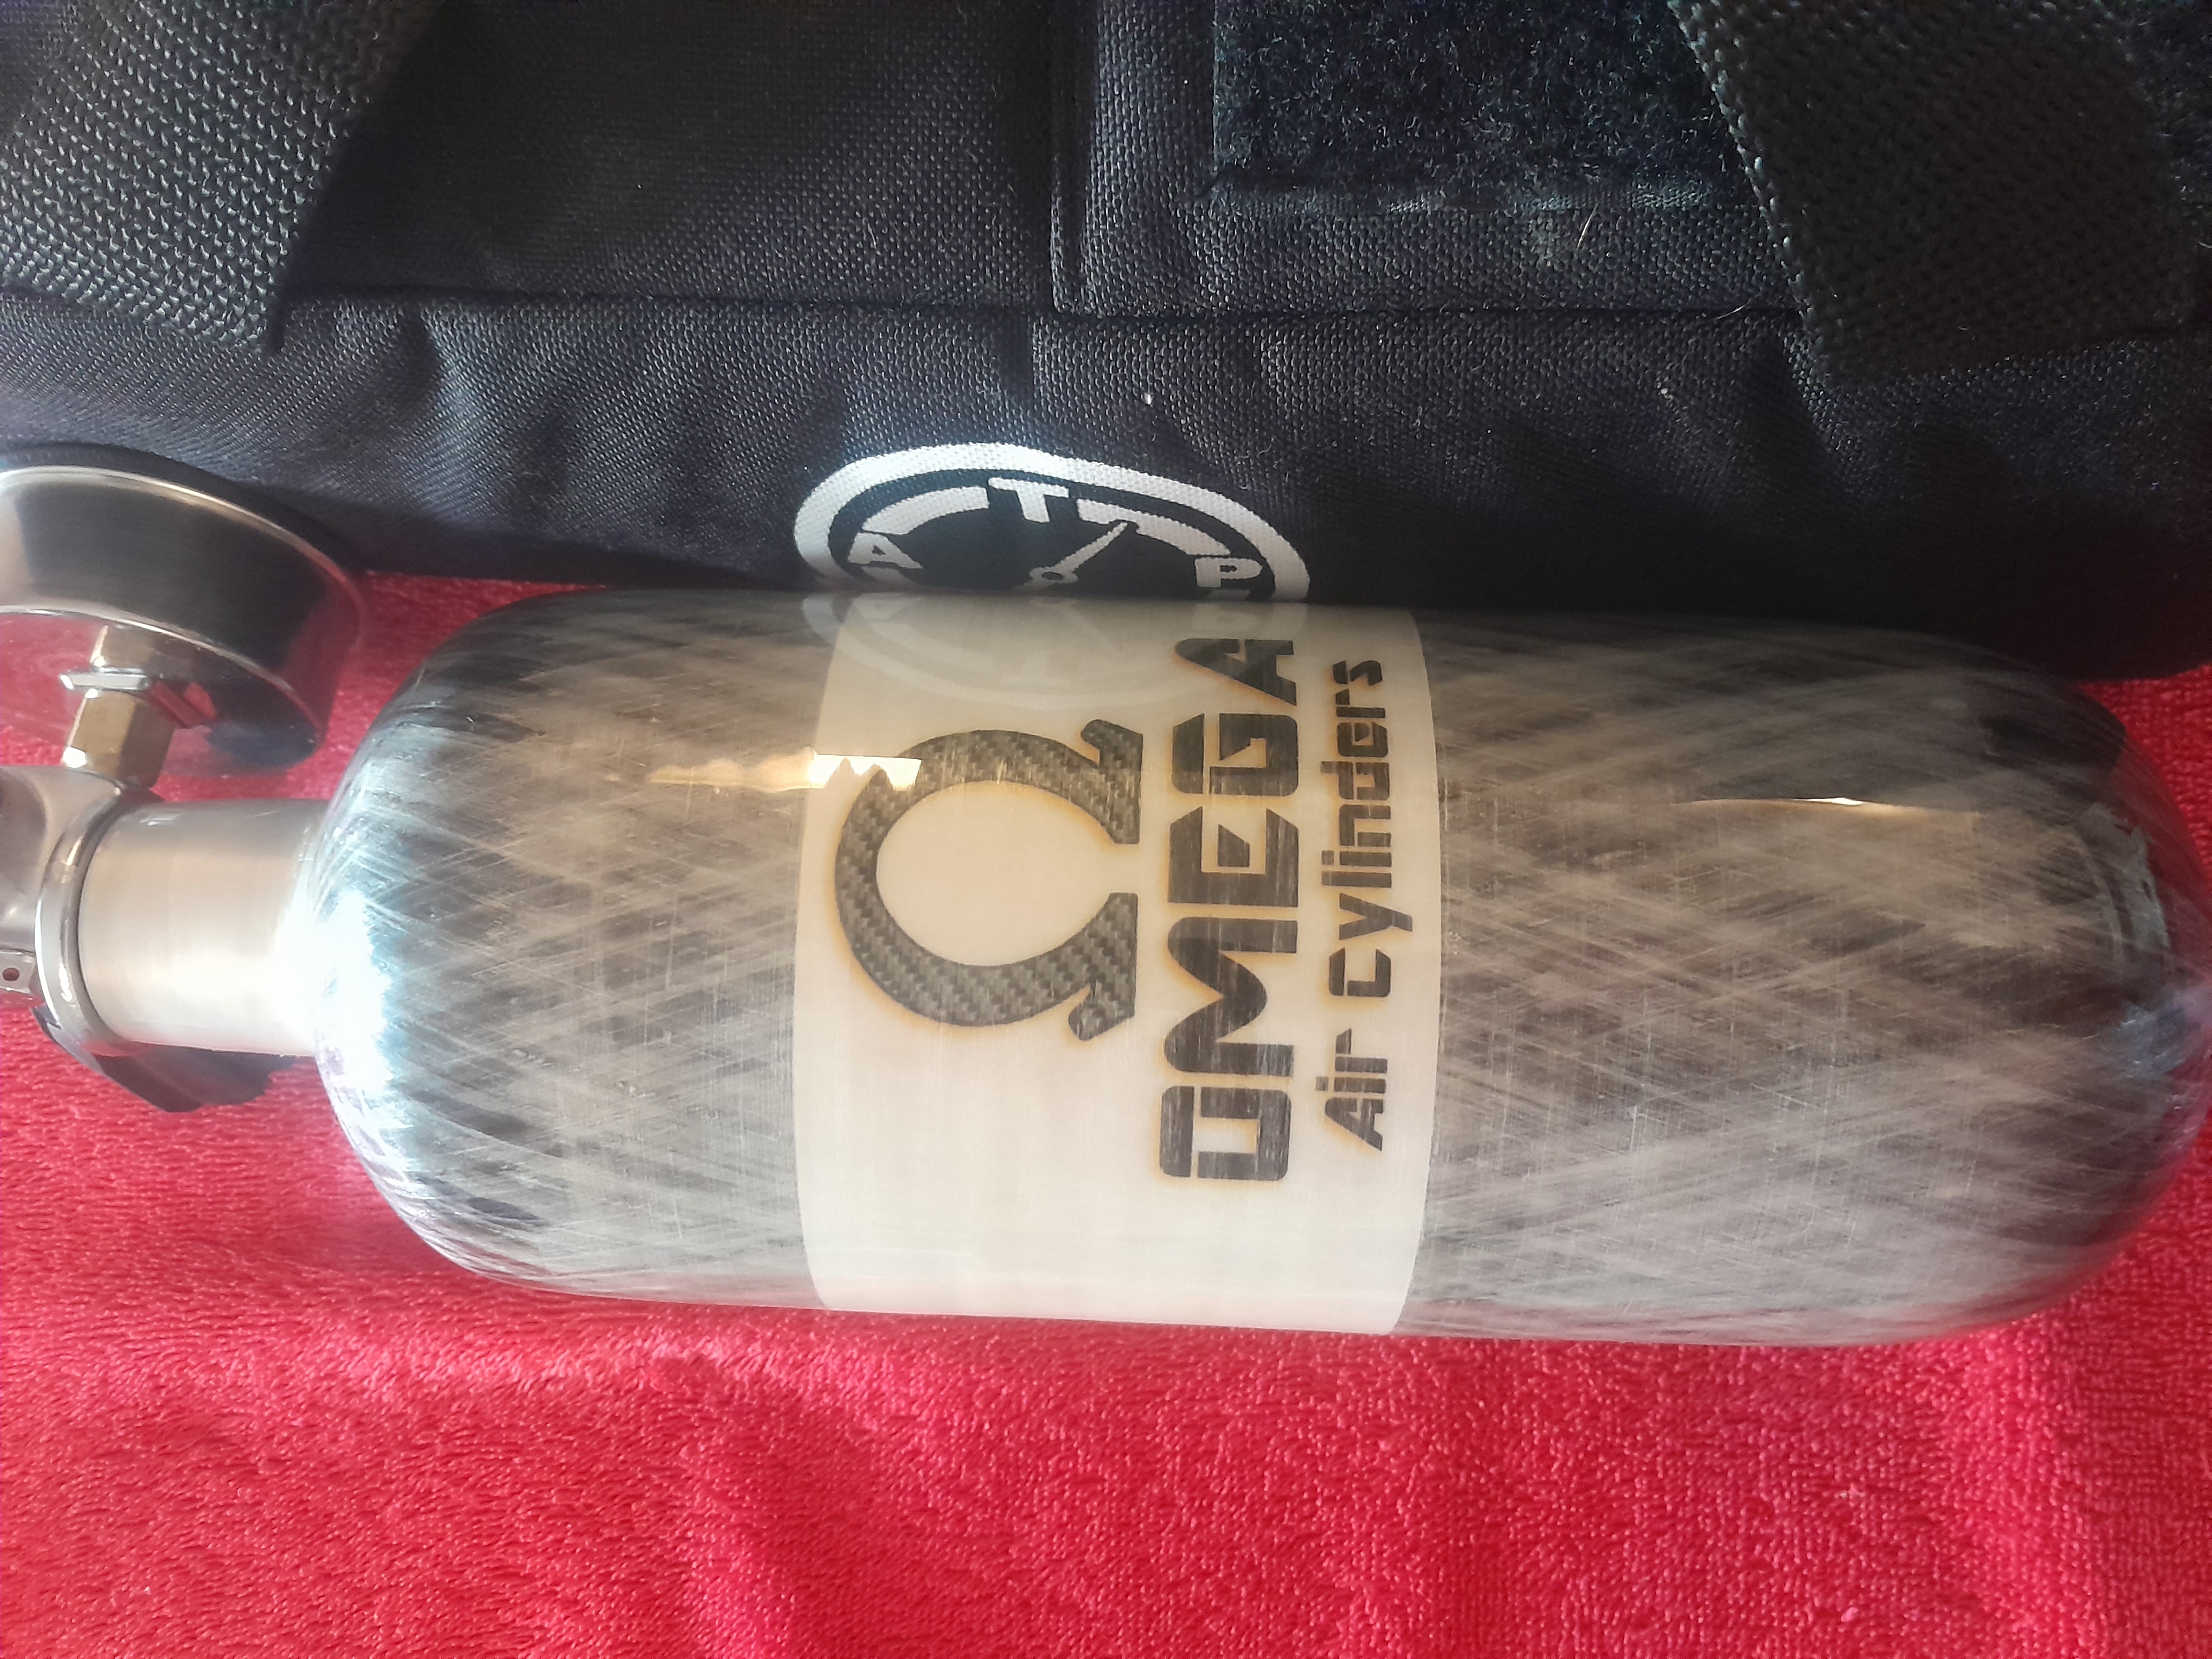 A T P
Ω
OMEGA
Air Cylinders